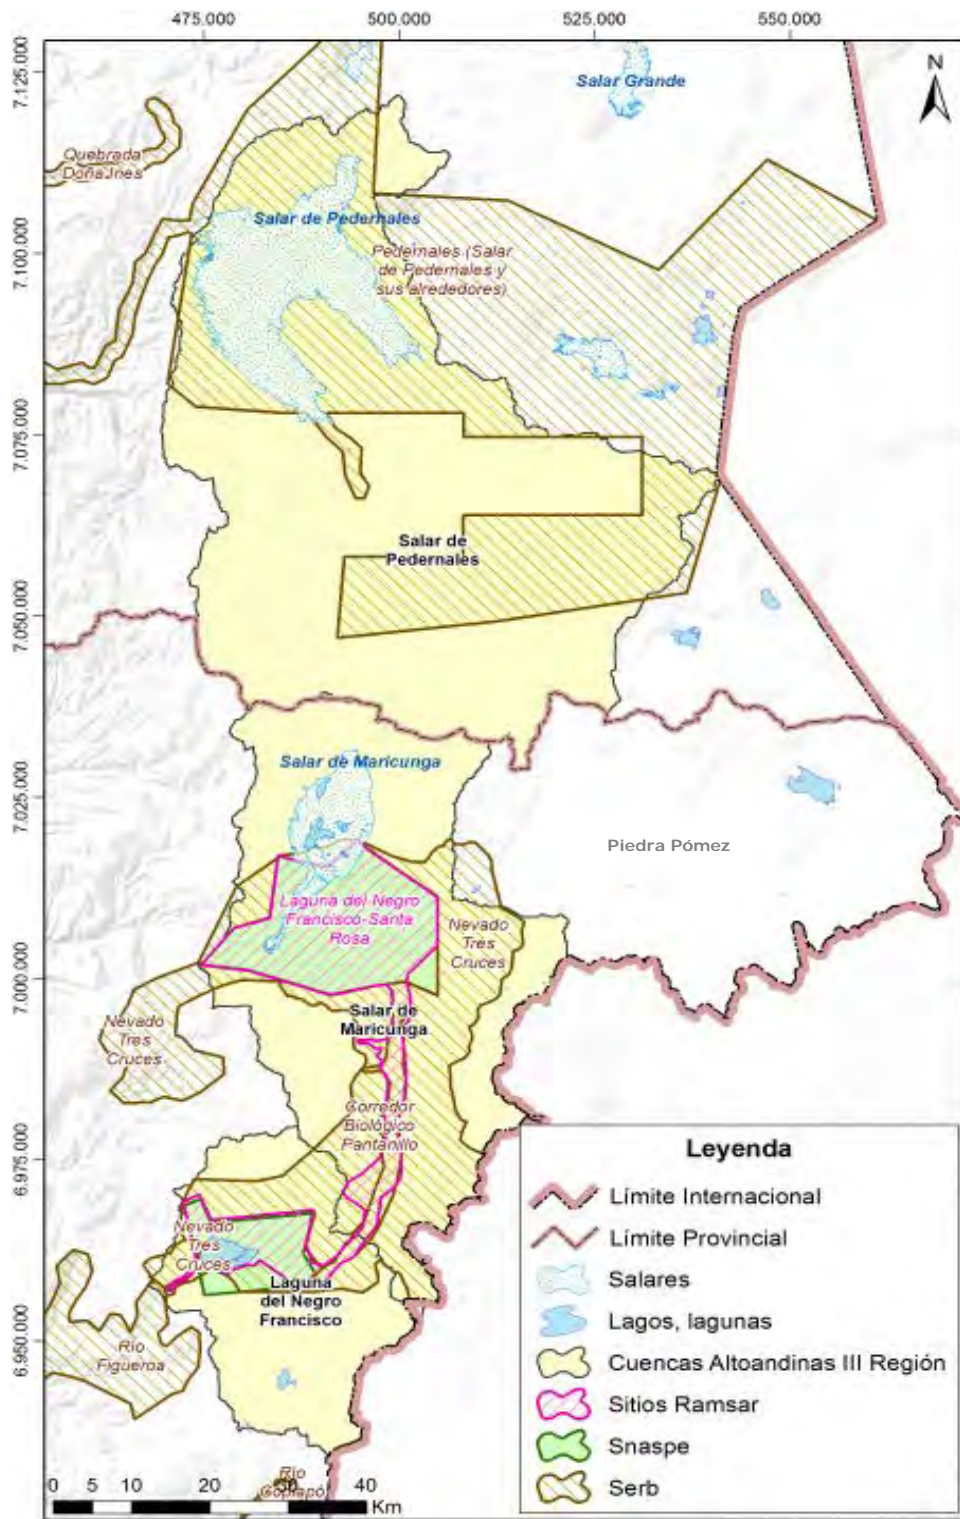 475.000 500.000 525.000 550.000
7.125.000
7.100.000
7.075.000
7.050.000
7.025.000
7.000.000
6.975.000
6.950.000
N
Salar Grande
Quebrada
Doña Ines
Salar de Pedernales
Pedernales (Salar
de Pedernales y
sus alrededores)
Salar de
Pedernales
Salar de Maricunga
Piedra Pómez
Laguna del Negro
Francisco-Santa
Rosa
Nevado
Tres
Cruces
Nevado
Tres
Cruces
Salar de
Maricunga
Corredor
Biológico
Pantanillo
Nevado
Tres
Cruces
Laguna
del Negro
Francisco
Río
Figueroa
Río
Copiapó
0 5 10 20 30 40
Km
Leyenda
Límite Internacional
Límite Provincial
Salares
Lagos, lagunas
Cuencas Altoandinas III Región
Sitios Ramsar
Snaspe
Serb